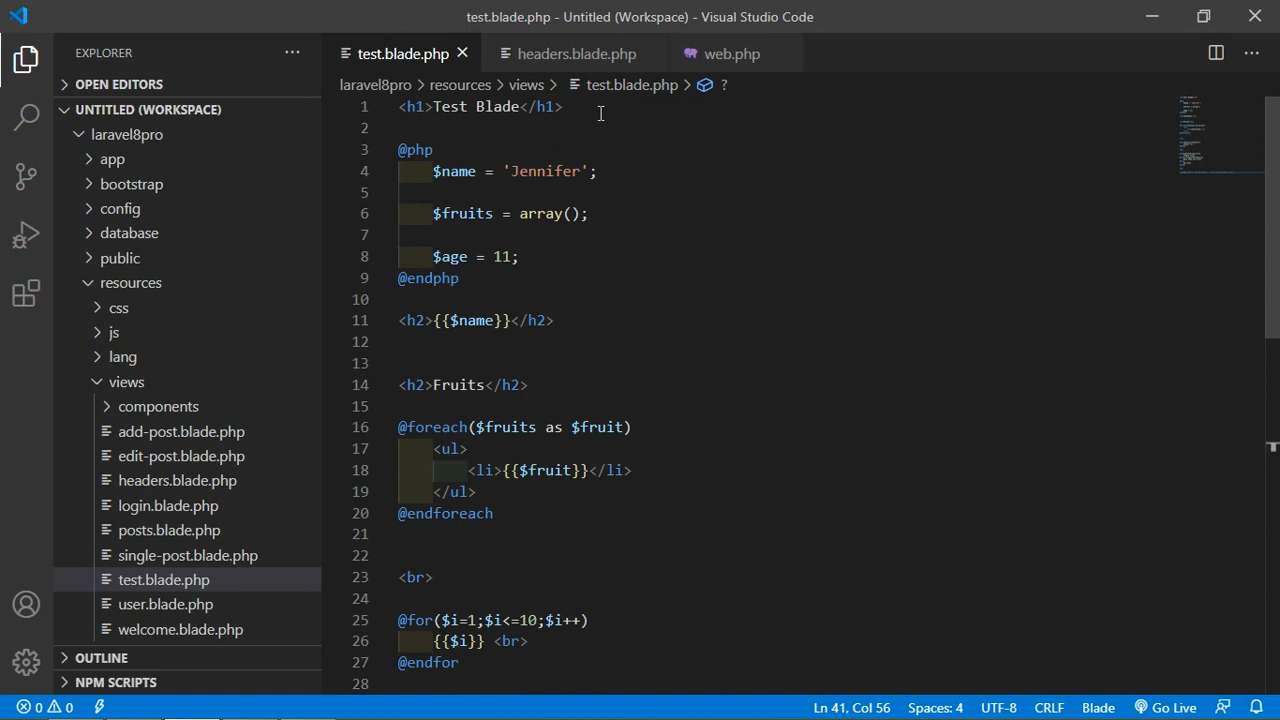 test.blade.php - Untitled (Workspace) - Visual Studio Code
EXPLORER
OPEN EDITORS
UNTITLED (WORKSPACE)
laravel8pro
app
bootstrap
config
database
public
resources
css
js
lang
views
components
add-post.blade.php
edit-post.blade.php
headers.blade.php
login.blade.php
posts.blade.php
single-post.blade.php
test.blade.php
user.blade.php
welcome.blade.php
OUTLINE
NPM SCRIPTS
test.blade.php headers.blade.php web.php
laravel8pro > resources > views > test.blade.php > ?
1 <h1>Test Blade</h1>
2
3 @php
4 $name = 'Jennifer';
5
6 $fruits = array();
7
8 $age = 11;
9 @endphp
10
11 <h2>{{$name}}</h2>
12
13
14 <h2>Fruits</h2>
15
16 @foreach($fruits as $fruit)
17 <ul>
18 <li>{{$fruit}}</li>
19 </ul>
20 @endforeach
21
22
23 <br>
24
25 @for($i=1;$i<=10;$i++)
26 {{$i}} <br>
27 @endfor
28
0 0 Ln 41, Col 56 Spaces: 4 UTF-8 CRLF Blade Go Live